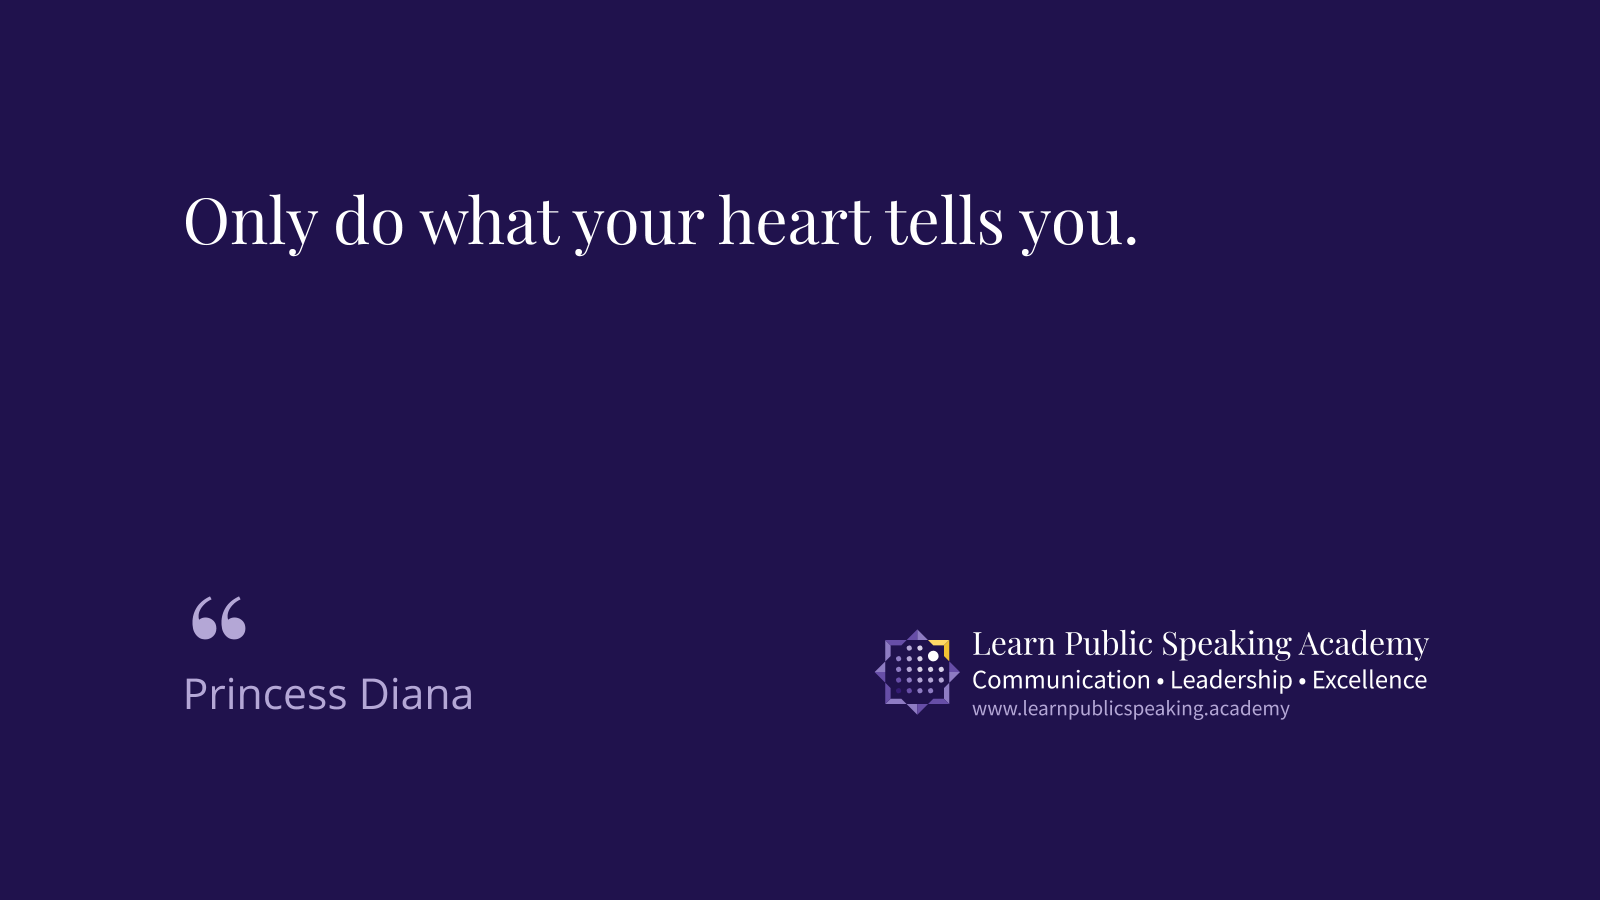 Only do what your heart tells you.
“
Princess Diana
Learn Public Speaking Academy
Communication • Leadership • Excellence
www.learnpublicspeaking.academy